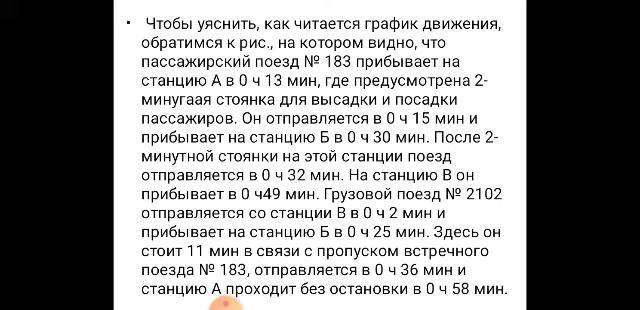 • Чтобы уяснить, как читается график движения,
обратимся к рис., на котором видно, что
пассажирский поезд № 183 прибывает на
станцию А в 0 ч 13 мин, где предусмотрена 2-
минугаая стоянка для высадки и посадки
пассажиров. Он отправляется в 0 ч 15 мин и
прибывает на станцию Б в 0 ч 30 мин. После 2-
минутной стоянки на этой станции поезд
отправляется в 0 ч 32 мин. На станцию В он
прибывает в 0 ч49 мин. Грузовой поезд № 2102
отправляется со станции В в 0 ч 2 мин и
прибывает на станцию Б в 0 ч 25 мин. Здесь он
стоит 11 мин в связи с пропуском встречного
поезда № 183, отправляется в 0 ч 36 мин и
станцию А проходит без остановки в 0 ч 58 мин.